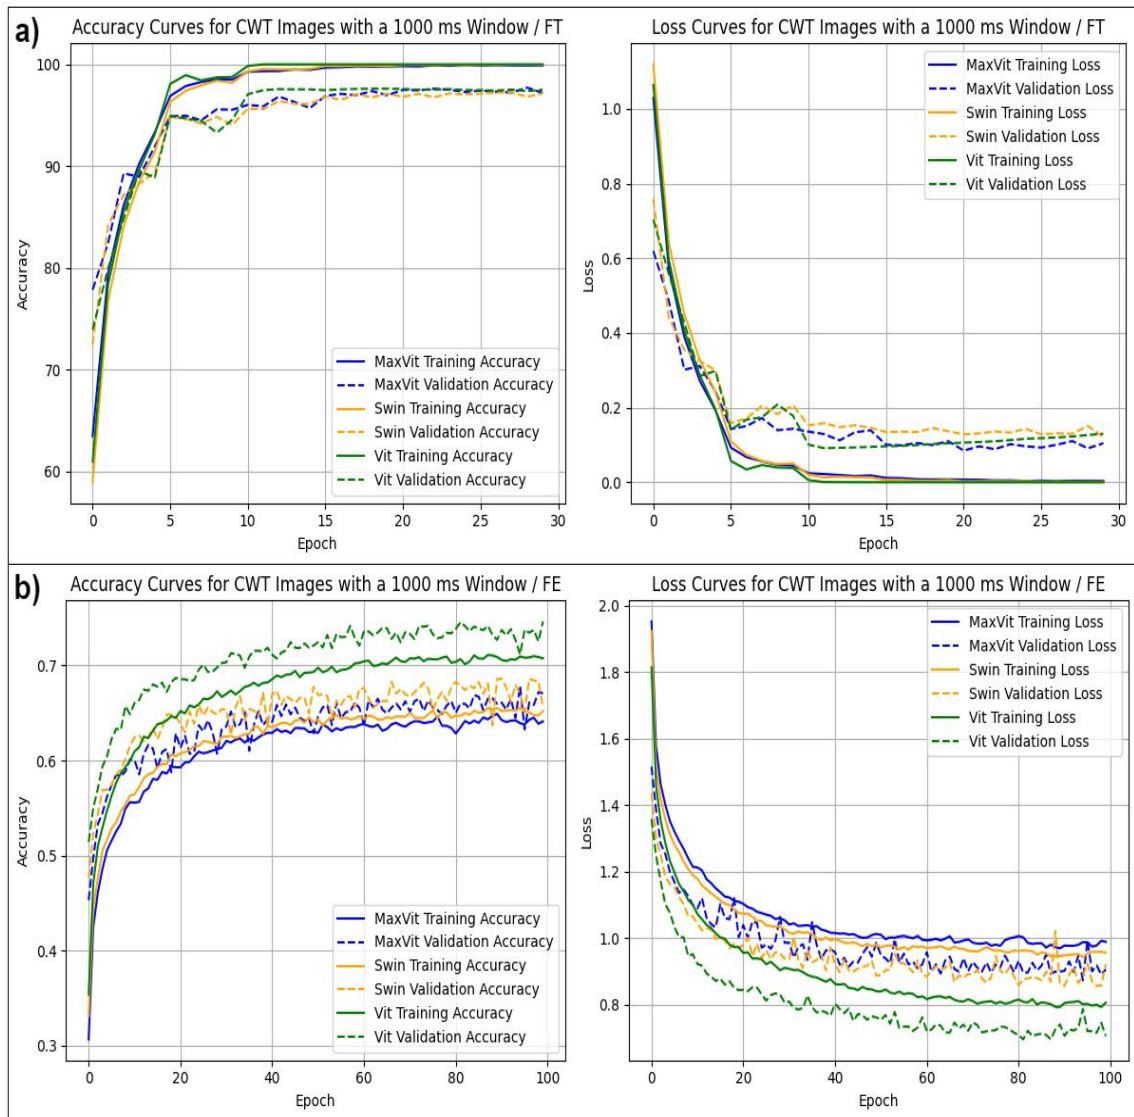 a)
Accuracy Curves for CWT Images with a 1000 ms Window / FT
100
90
80
70
60
Accuracy
0 5 10 15 20 25 30
Epoch
MaxVit Training Accuracy
MaxVit Validation Accuracy
Swin Training Accuracy
Swin Validation Accuracy
Vit Training Accuracy
Vit Validation Accuracy
Loss Curves for CWT Images with a 1000 ms Window / FT
1.0
0.8
0.6
0.4
0.2
0.0
Loss
0 5 10 15 20 25 30
Epoch
MaxVit Training Loss
MaxVit Validation Loss
Swin Training Loss
Swin Validation Loss
Vit Training Loss
Vit Validation Loss
b)
Accuracy Curves for CWT Images with a 1000 ms Window / FE
0.7
0.6
0.5
0.4
0.3
Accuracy
0 20 40 60 80 100
Epoch
MaxVit Training Accuracy
MaxVit Validation Accuracy
Swin Training Accuracy
Swin Validation Accuracy
Vit Training Accuracy
Vit Validation Accuracy
Loss Curves for CWT Images with a 1000 ms Window / FE
2.0
1.8
1.6
1.4
1.2
1.0
0.8
Loss
0 20 40 60 80 100
Epoch
MaxVit Training Loss
MaxVit Validation Loss
Swin Training Loss
Swin Validation Loss
Vit Training Loss
Vit Validation Loss